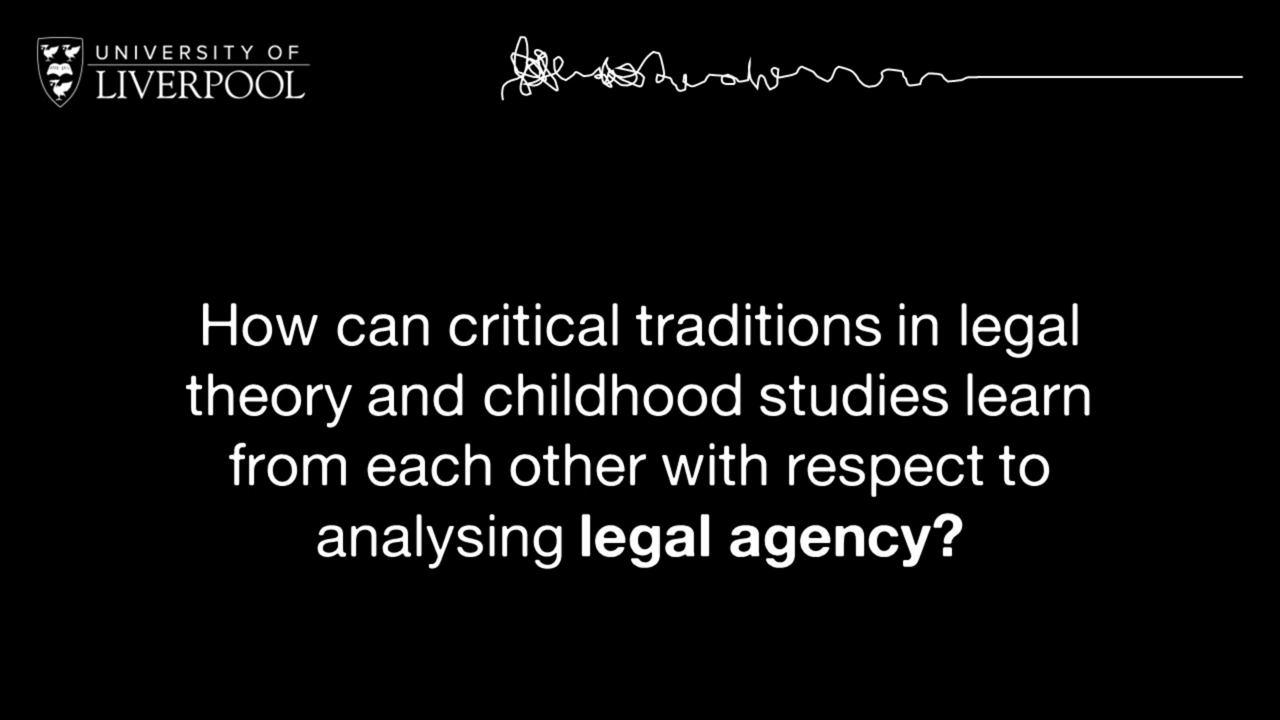 UNIVERSITY OF
LIVERPOOL
How can critical traditions in legal
theory and childhood studies learn
from each other with respect to
analysing legal agency?